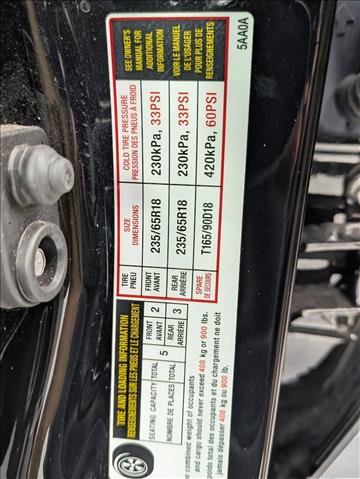 TIRE AND LOADING INFORMATION
RENSEIGNEMENTS SUR LES PNEUS ET LE CHARGEMENT
SEATING CAPACITY TOTAL 5 FRONT 2
NOMBRE DE PLACES TOTAL AVANT
REAR 3
ARRIÈRE
combined weight of occupants
and cargo should never exceed 408 kg or 900 lbs.
poids total des occupants et du chargement ne doit
jamais dépasser 408 kg ou 900 lb.
TIRE
PNEU
SIZE
DIMENSIONS
COLD TIRE PRESSURE
PRESSION DES PNEUS À FROID
SEE OWNER'S
MANUAL FOR
ADDITIONAL
INFORMATION
VOIR LE MANUEL
DE L'USAGER
POUR PLUS DE
RENSEIGNEMENTS
FRONT
AVANT
235/65R18
230kPa, 33PSI
REAR
ARRIÈRE
235/65R18
230kPa, 33PSI
SPARE
DE SECOURS
T165/90D18
420kPa, 60PSI
5AA0A